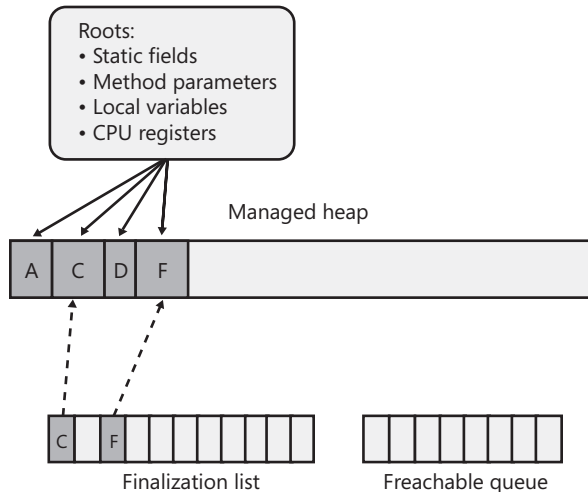 Roots:
• Static fields
• Method parameters
• Local variables
• CPU registers
Managed heap
A C D F
C F
Finalization list Freachable queue